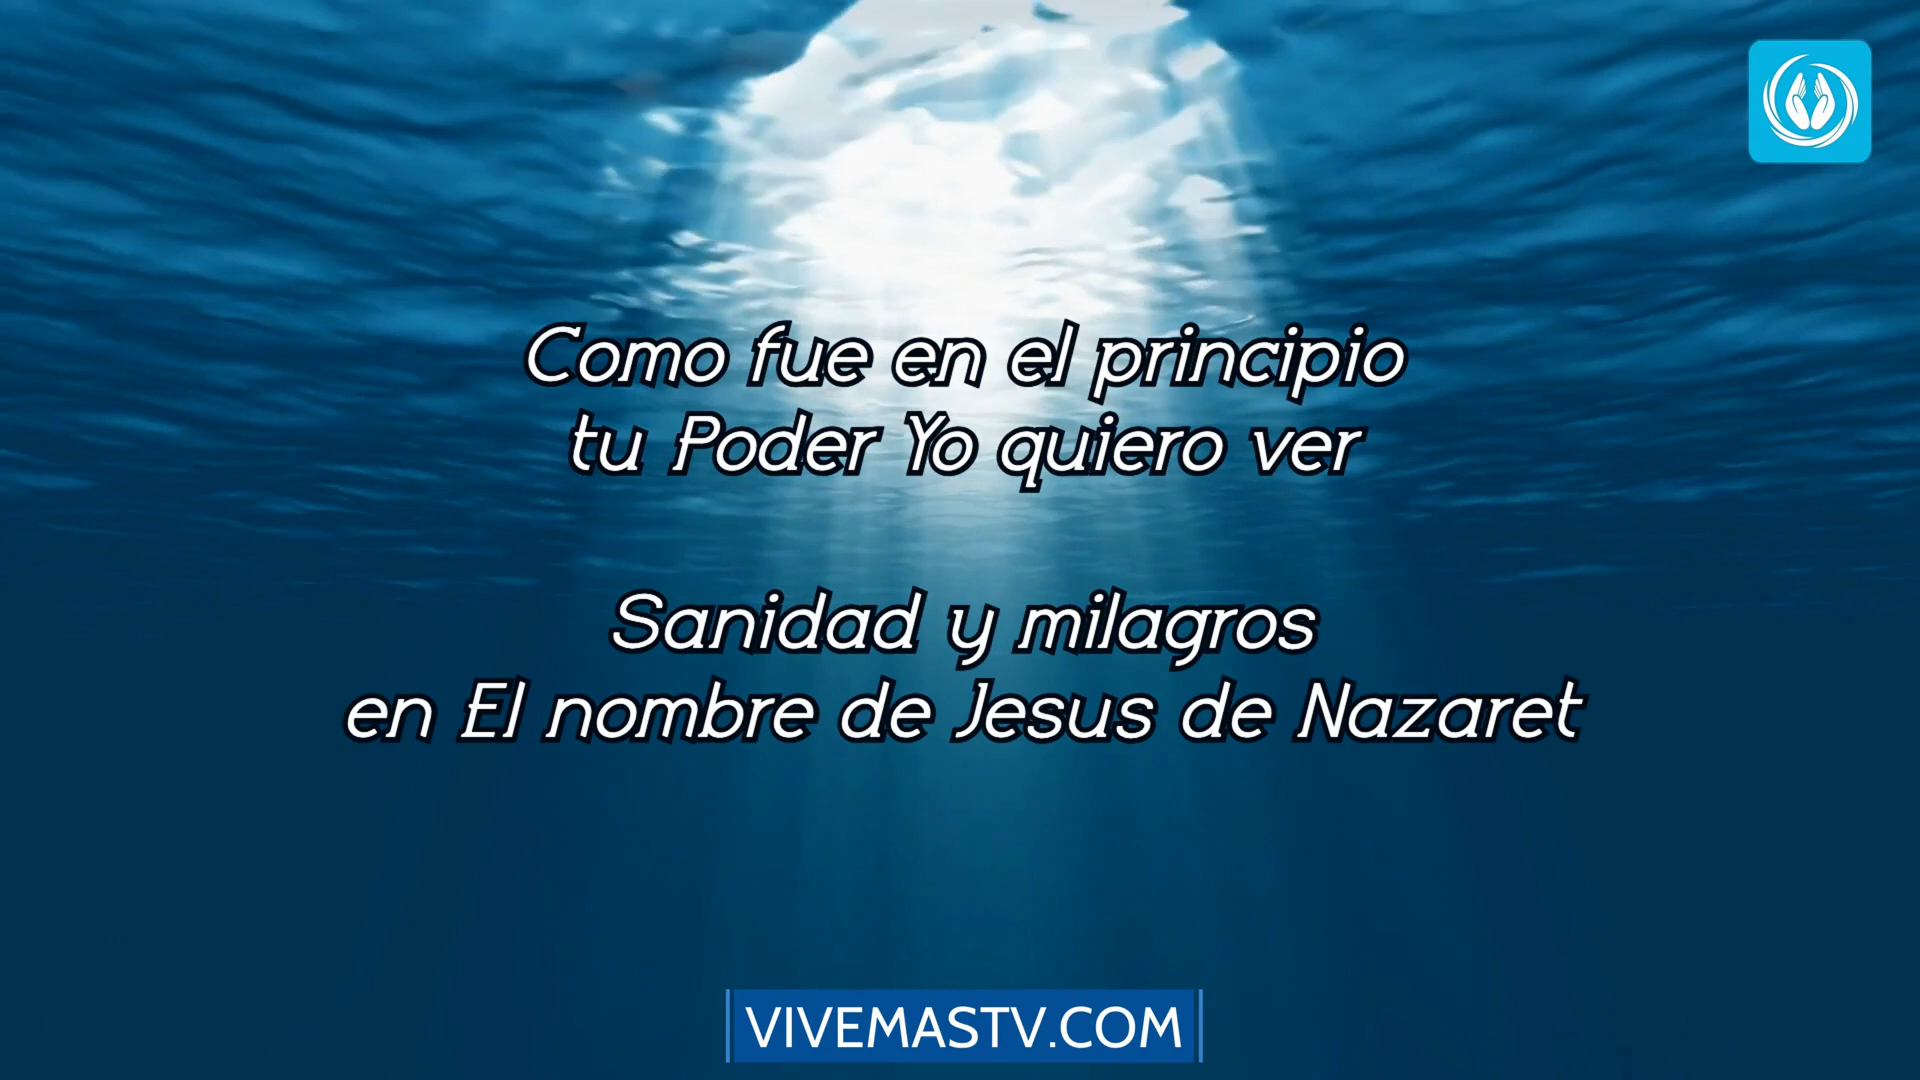 Como fue en el principio
tu Poder Yo quiero ver
Sanidad y milagros
en El nombre de Jesus de Nazaret
VIVEMASTV.COM